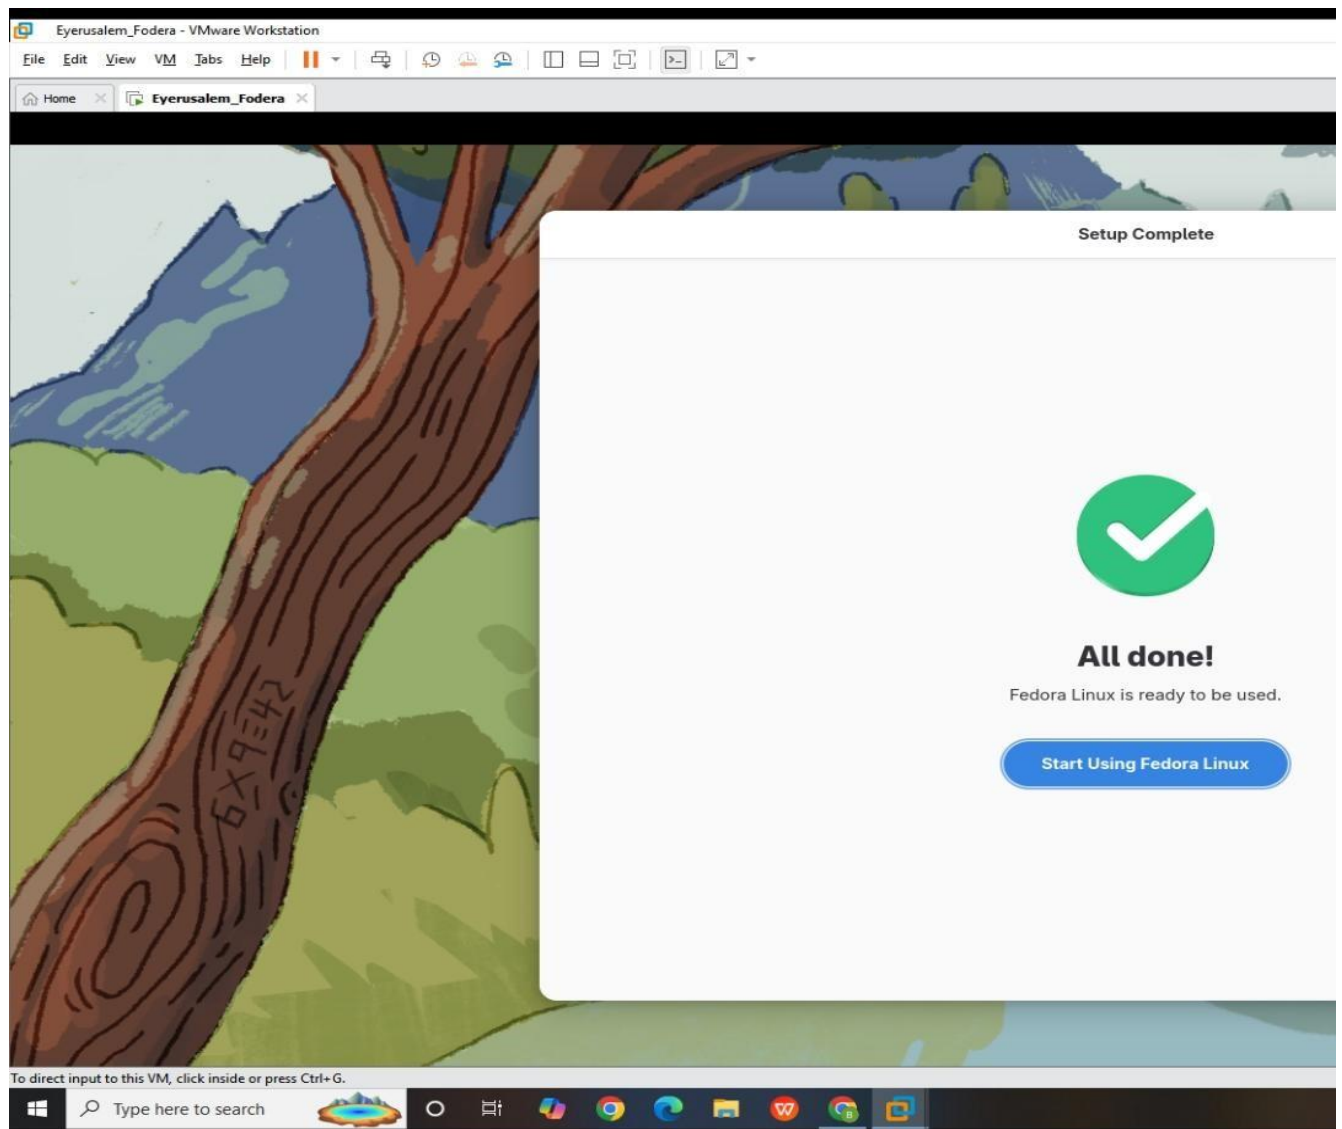 Eyerusalem_Fodera - VMware Workstation
File Edit View VM Tabs Help
Home Eyerusalem_Fodera
Setup Complete
6x9=42
All done!
Fedora Linux is ready to be used.
Start Using Fedora Linux
To direct input to this VM, click inside or press Ctrl+G.
Type here to search